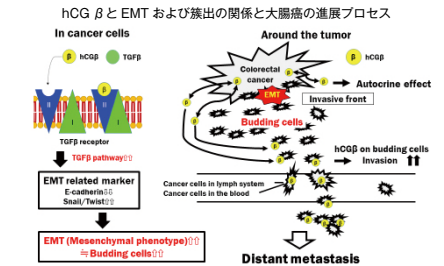 hCG βとEMT および簇出の関係と大腸癌の進展プロセス
In cancer cells
β
hCGβ
TGFβ
β
II
I
II
I
TGFβ receptor
TGFβ pathway⇧⇧
EMT related marker
E-cadherin⇩⇩
Snail/Twist⇧⇧
EMT (Mesenchymal phenotype)⇧⇧
≒Budding cells⇧⇧
Around the tumor
β
hCGβ
Colorectal
cancer
β
β
β
Autocrine effect
EMT
Invasive front
β
β
Budding cells
β
β
hCGβ on budding cells
Invasion
Cancer cells in lymph system
Cancer cells in the blood
β
β
β
β
β
β
Distant metastasis